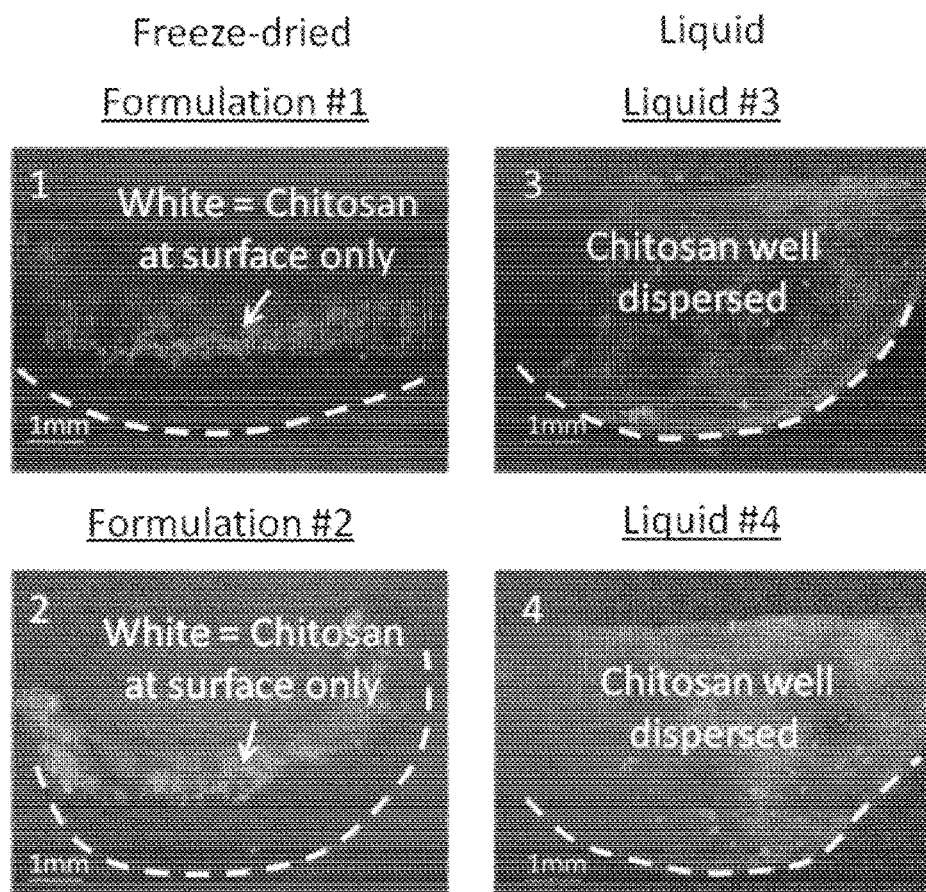 Freeze-dried
Liquid
Formulation #1
Liquid #3
1
White = Chitosan
at surface only
1mm
3
Chitosan well
dispersed
1mm
Formulation #2
Liquid #4
2
White = Chitosan
at surface only
1mm
4
Chitosan well
dispersed
1mm